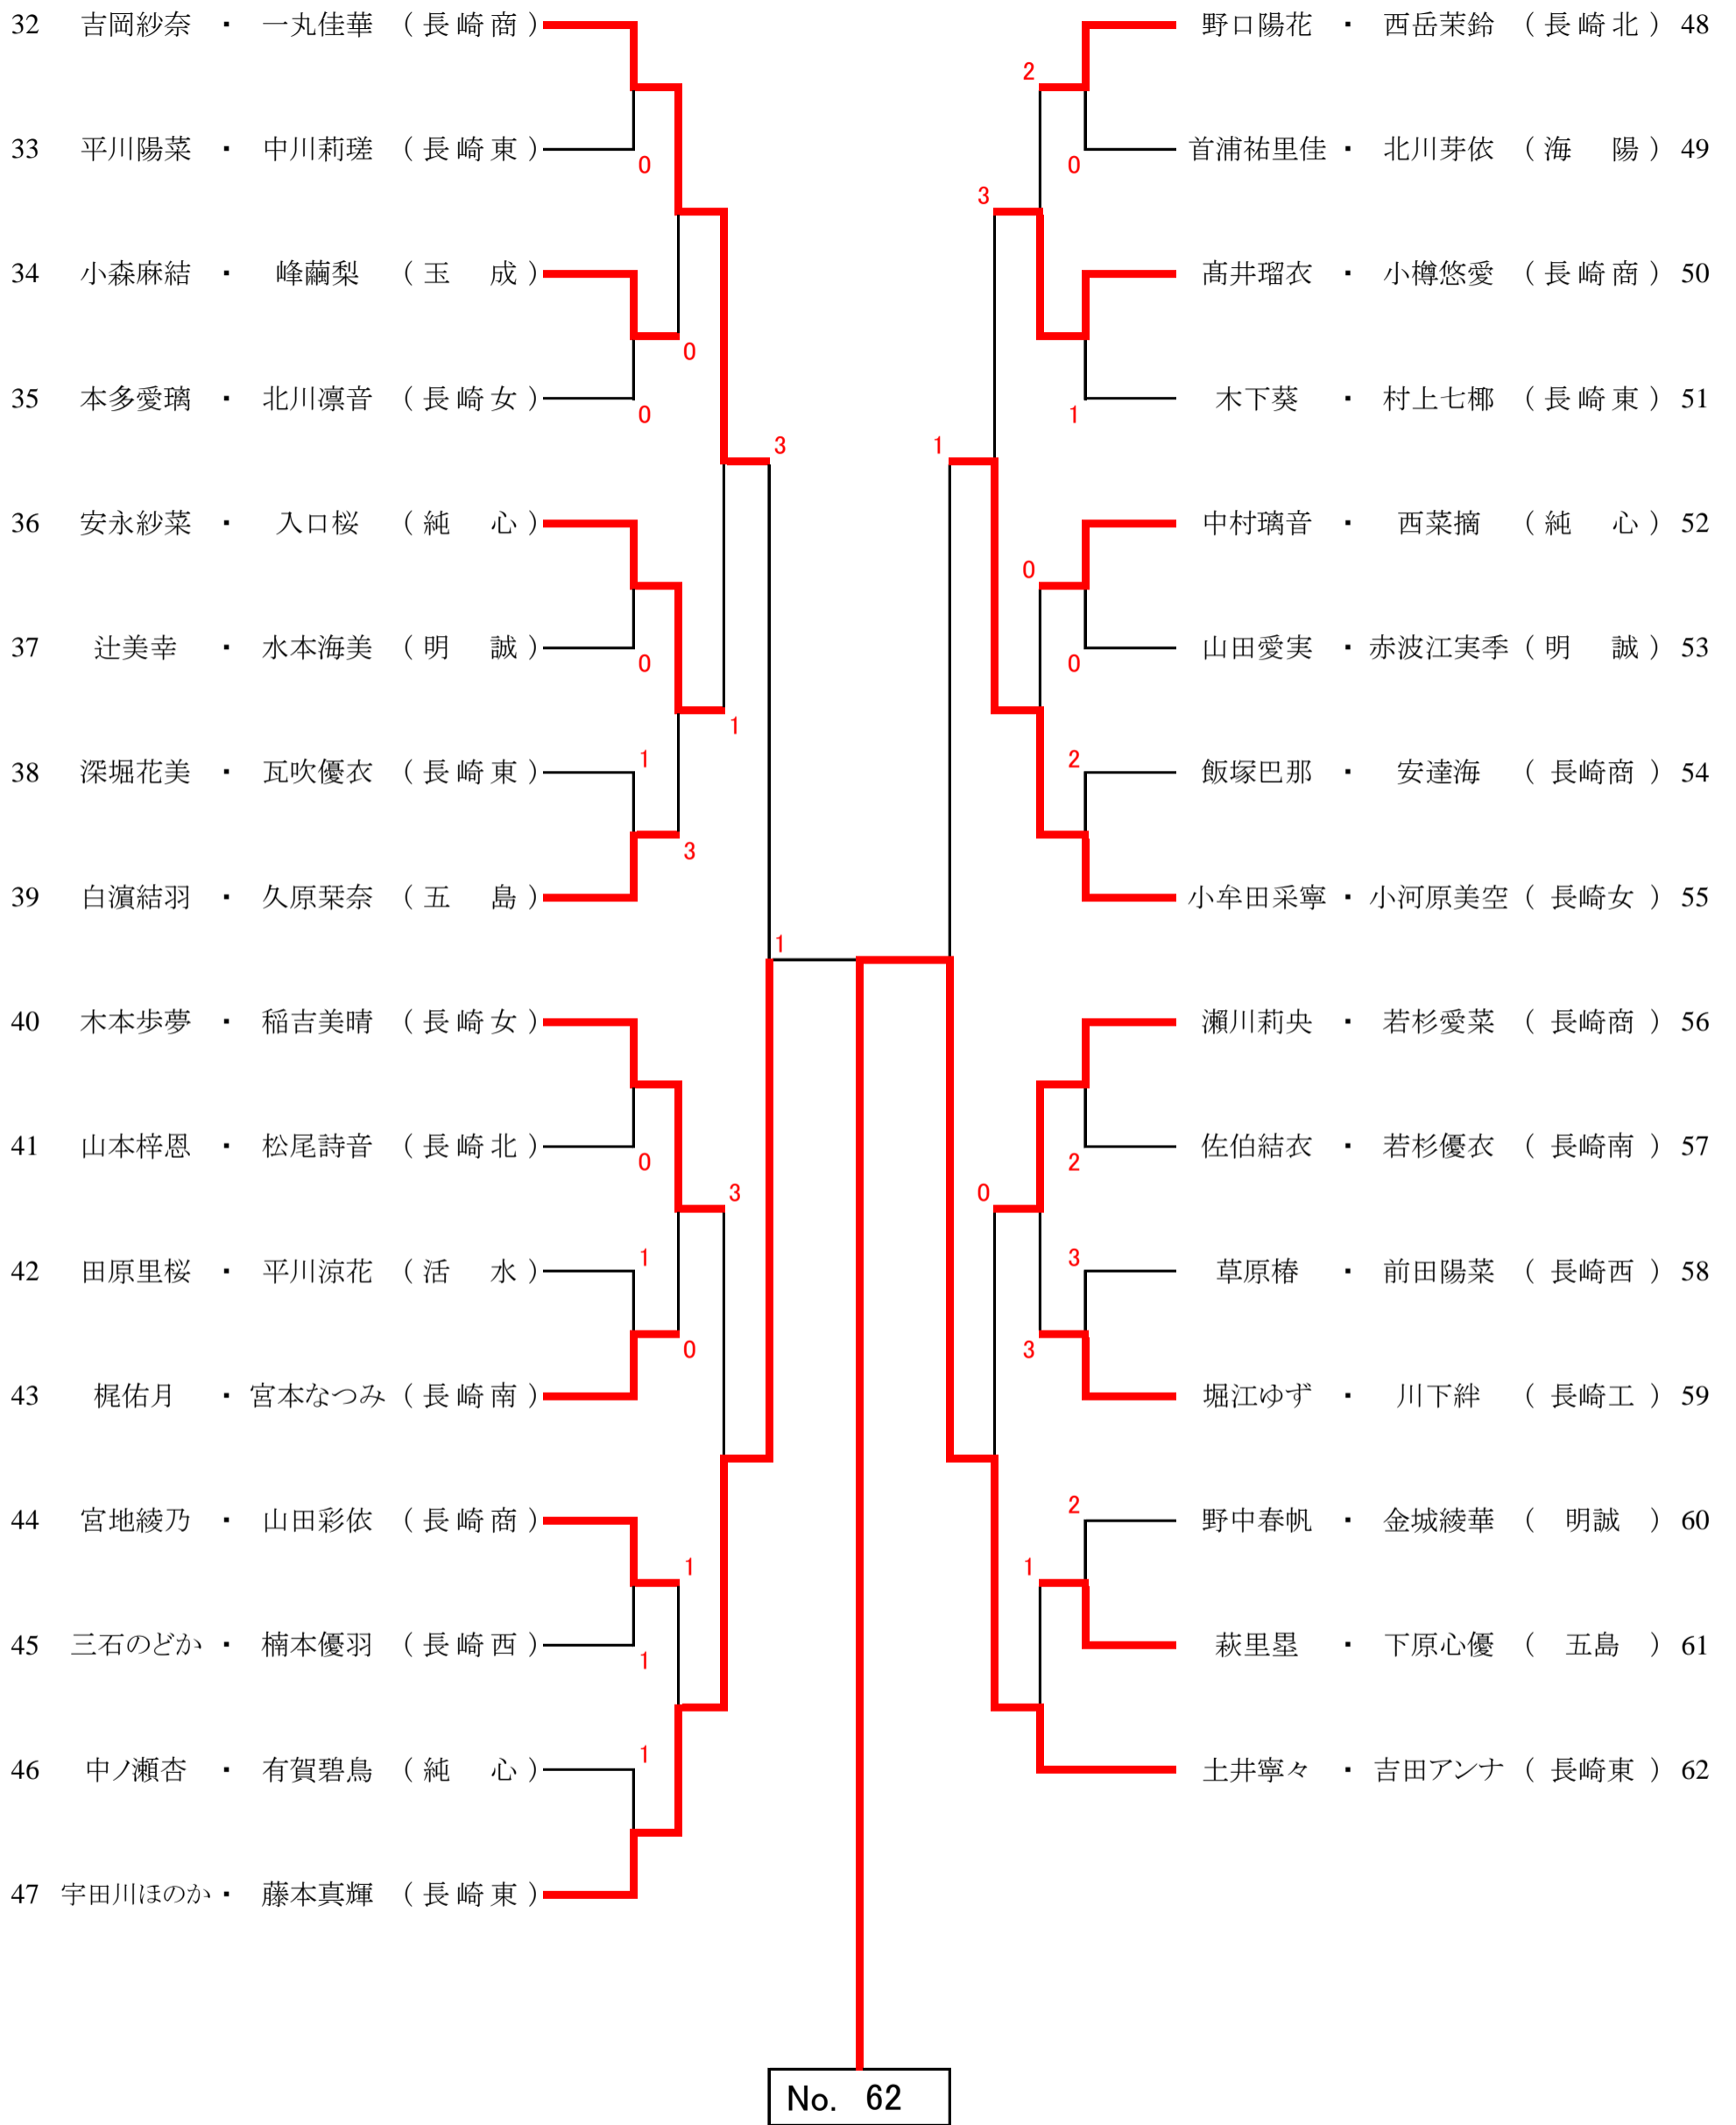 32 吉岡紗奈 ・ 一丸佳華 （長崎商）
33 平川陽菜 ・ 中川莉瑳 （長崎東）
0
34 小森麻結 ・ 峰繭梨 （玉　成）
0
35 本多愛璃 ・ 北川凛音 （長崎女）
0
3
36 安永紗菜 ・ 入口桜 （純　心）
37 辻美幸 ・ 水本海美 （明　誠）
0
1
38 深堀花美 ・ 瓦吹優衣 （長崎東）
1
3
39 白濵結羽 ・ 久原栞奈 （五　島）
1
40 木本歩夢 ・ 稲吉美晴 （長崎女）
41 山本梓恩 ・ 松尾詩音 （長崎北）
0
3
42 田原里桜 ・ 平川涼花 （活　水）
1
0
43 梶佑月 ・ 宮本なつみ （長崎南）
44 宮地綾乃 ・ 山田彩依 （長崎商）
1
45 三石のどか ・ 楠本優羽 （長崎西）
1
46 中ノ瀬杏 ・ 有賀碧鳥 （純　心）
1
47 宇田川ほのか ・ 藤本真輝 （長崎東）
野口陽花 ・ 西岳茉鈴 （長崎北） 48
2
首浦祐里佳 ・ 北川芽依 （海　陽） 49
0
3
髙井瑠衣 ・ 小樽悠愛 （長崎商） 50
木下葵 ・ 村上七椰 （長崎東） 51
1
1
中村璃音 ・ 西菜摘 （純　心） 52
0
山田愛実 ・ 赤波江実季 （明　誠） 53
0
飯塚巴那 ・ 安達海 （長崎商） 54
2
小牟田采寧 ・ 小河原美空 （長崎女） 55
瀬川莉央 ・ 若杉愛菜 （長崎商） 56
佐伯結衣 ・ 若杉優衣 （長崎南） 57
2
0
草原椿 ・ 前田陽菜 （長崎西） 58
3
3
堀江ゆず ・ 川下絆 （長崎工） 59
野中春帆 ・ 金城綾華 （明誠） 60
2
1
萩里塁 ・ 下原心優 （五島） 61
土井寧々 ・ 吉田アンナ （長崎東） 62
No. 62